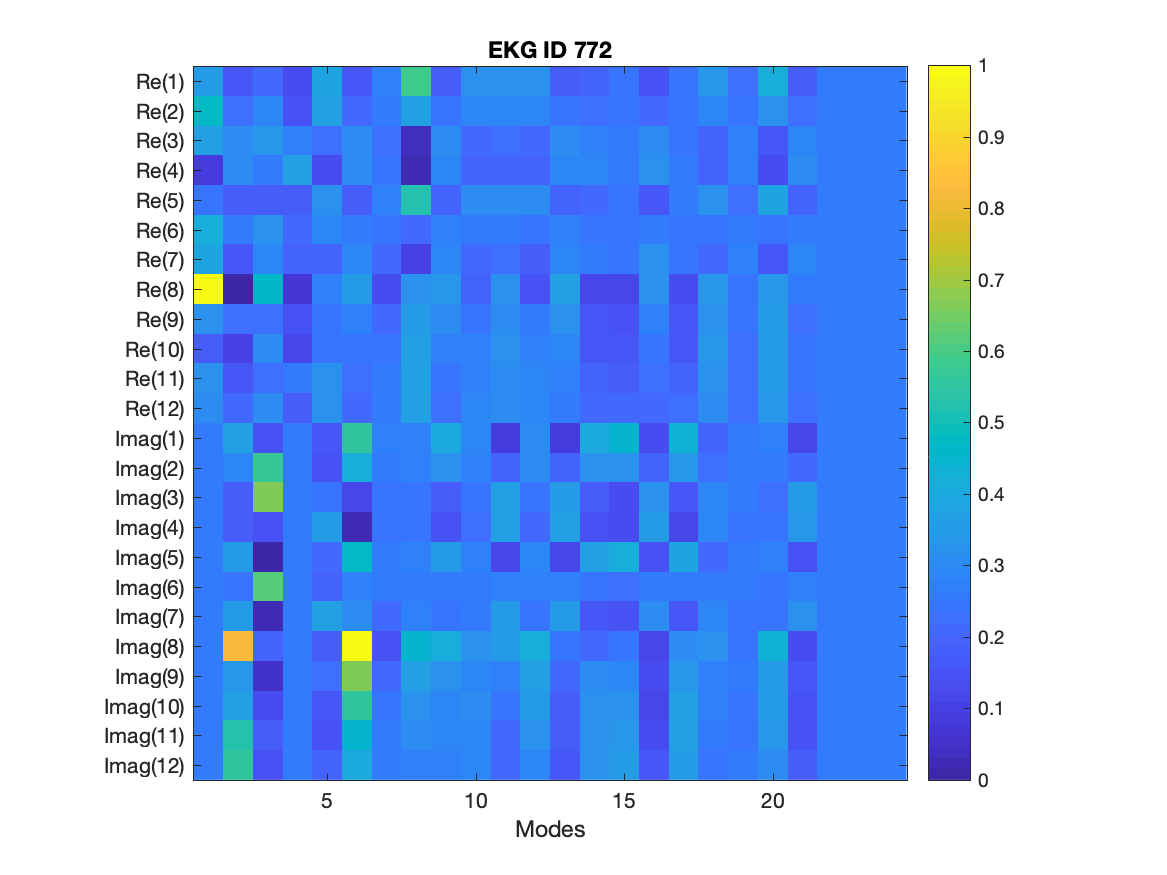 EKG ID 772
Re(1)
Re(2)
Re(3)
Re(4)
Re(5)
Re(6)
Re(7)
Re(8)
Re(9)
Re(10)
Re(11)
Re(12)
Imag(1)
Imag(2)
Imag(3)
Imag(4)
Imag(5)
Imag(6)
Imag(7)
Imag(8)
Imag(9)
Imag(10)
Imag(11)
Imag(12)
5 10 15 20
Modes
1
0.9
0.8
0.7
0.6
0.5
0.4
0.3
0.2
0.1
0